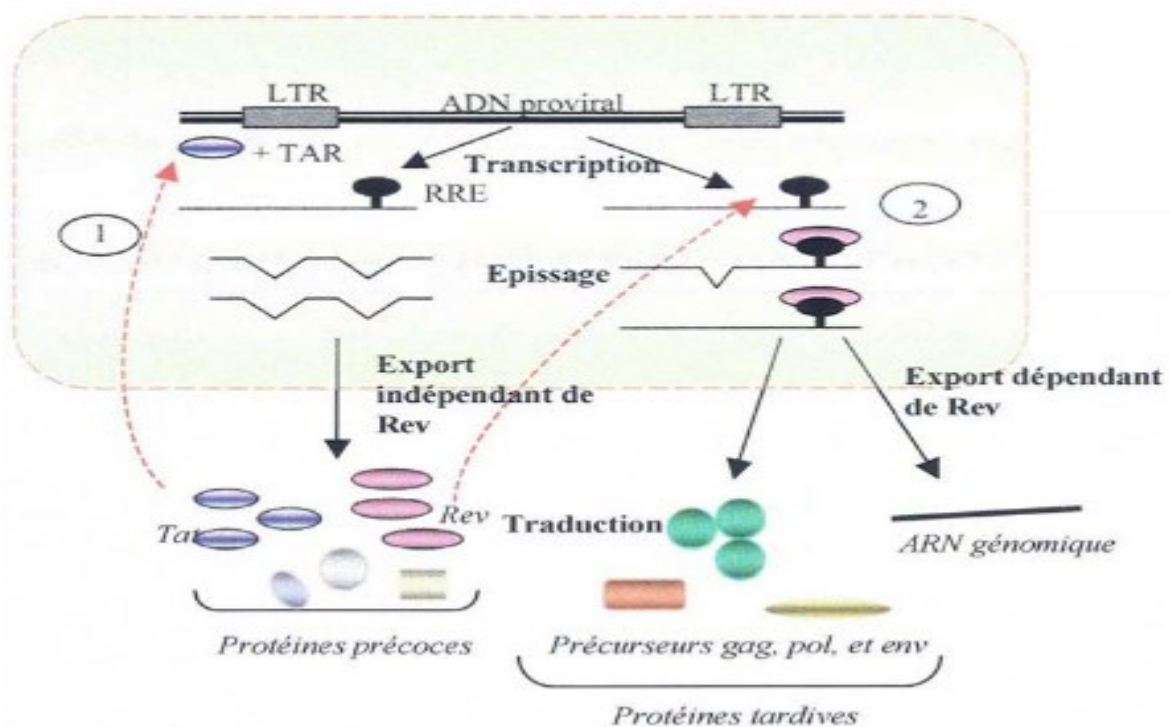 LTR
ADN proviral
LTR
+ TAR
Transcription
RRE
1
2
Epissage
Export
indépendant de
Rev
Export dépendant
de Rev
Tat
Rev
Traduction
ARN génomique
Protéines précoces
Précurseurs gag, pol, et env
Protéines tardives